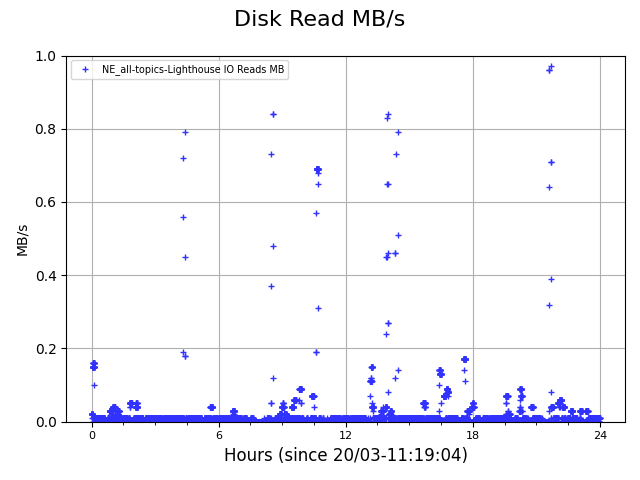 Disk Read MB/s
NE_all-topics-Lighthouse IO Reads MB
1.0
0.8
0.6
0.4
0.2
0.0
MB/s
0 6 12 18 24
Hours (since 20/03-11:19:04)